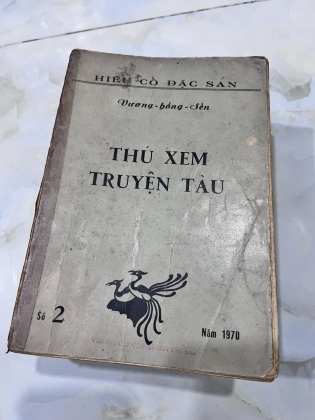 HIẾU CỔ ĐẶC SAN
Vương-hồng-Sển
THÚ XEM
TRUYỆN TÀU
Số 2
Năm 1970